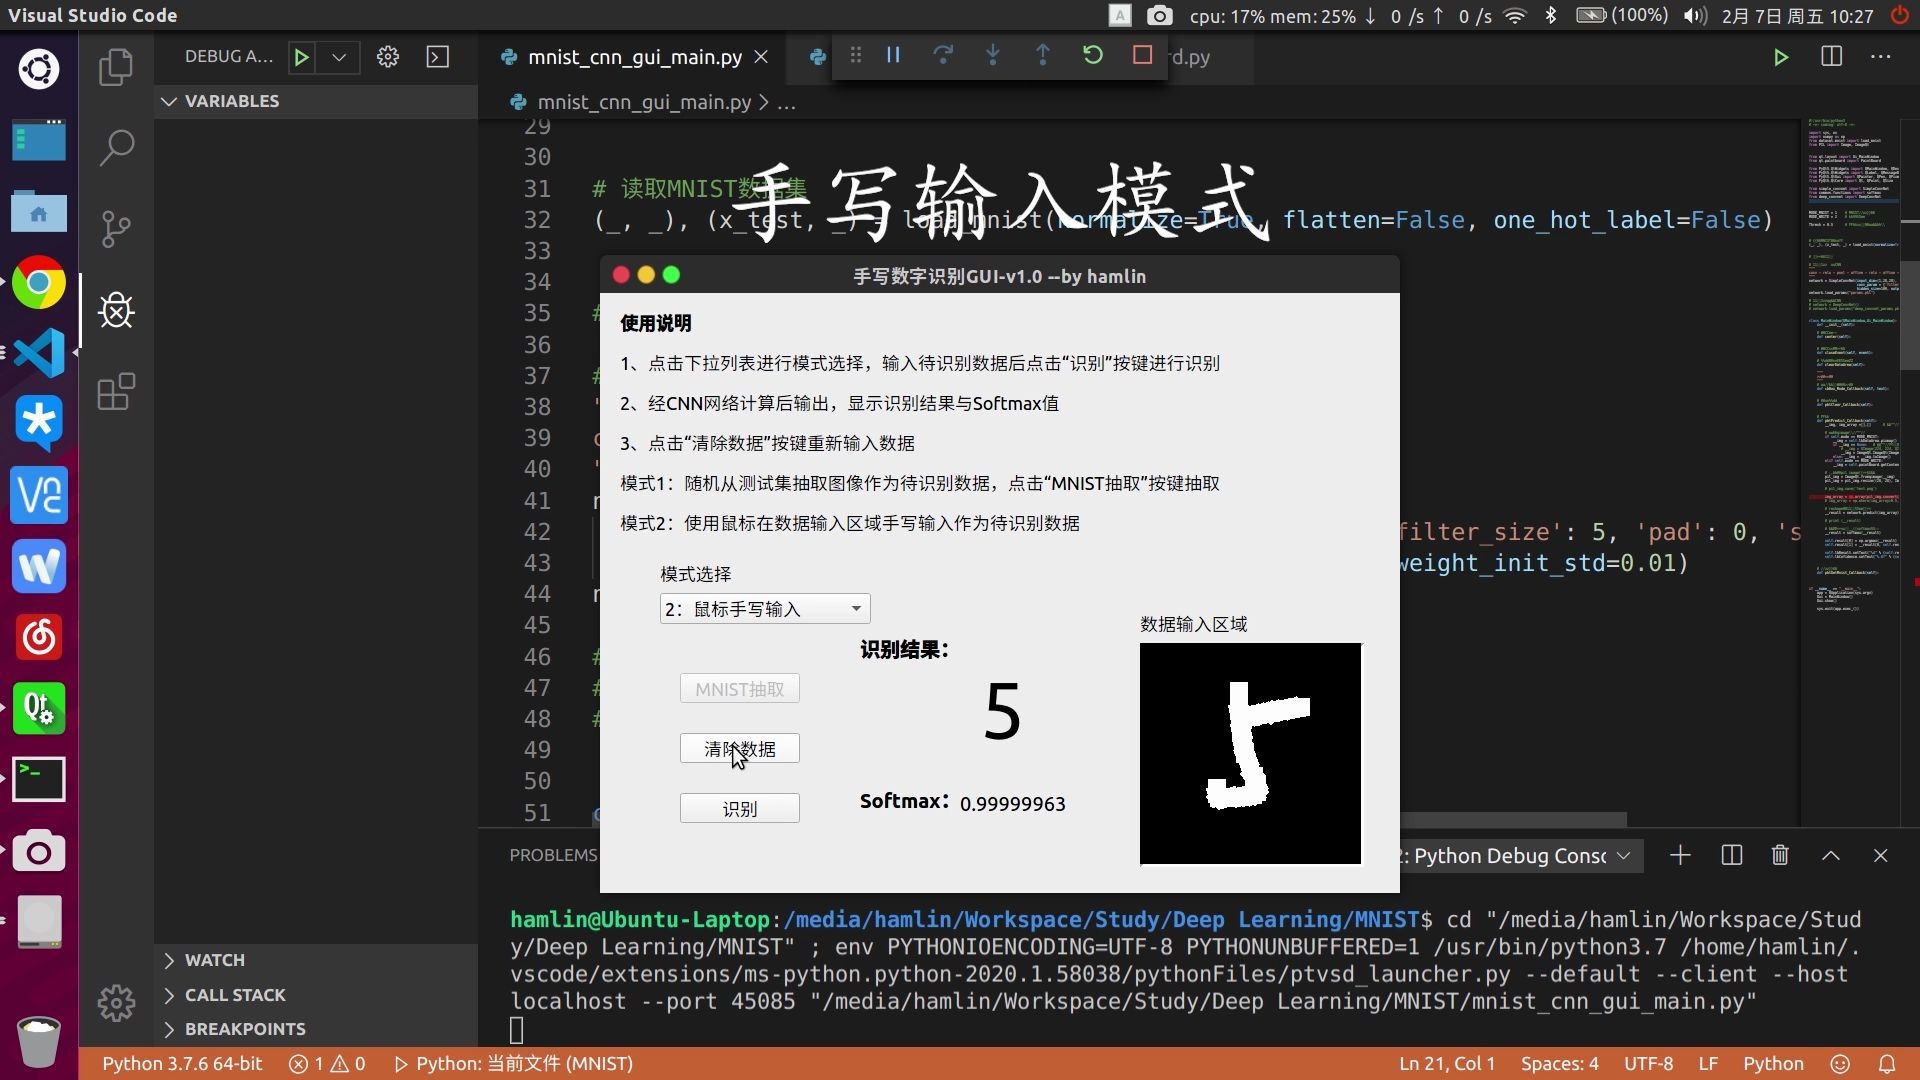 Visual Studio Code
A
cpu: 17% mem: 25% ↓ 0 /s ↑ 0 /s
(100%)
2月 7日 周五 10:27
DEBUG A...
mnist_cnn_gui_main.py
rd.py
VARIABLES
mnist_cnn_gui_main.py > ...
29
30
31 # 读取MNIST数据集
手写输入模式
32 (_, _), (x_test, _) = load_mnist(normalize=True, flatten=False, one_hot_label=False)
33
34
35 #
36
37 #
38 '
39
40 '
41
42 filter_size': 5, 'pad': 0, 's
43 weight_init_std=0.01)
44
45
46 #
47 #
48 #
49
50
51
手写数字识别GUI-v1.0 --by hamlin
使用说明
1、点击下拉列表进行模式选择，输入待识别数据后点击“识别”按键进行识别
2、经CNN网络计算后输出，显示识别结果与Softmax值
3、点击“清除数据”按键重新输入数据
模式1：随机从测试集抽取图像作为待识别数据，点击“MNIST抽取”按键抽取
模式2：使用鼠标在数据输入区域手写输入作为待识别数据
模式选择
2：鼠标手写输入
数据输入区域
识别结果：
MNIST抽取
5
清除数据
Softmax：0.99999963
识别
PROBLEMS
2: Python Debug Consc
hamlin@Ubuntu-Laptop:/media/hamlin/Workspace/Study/Deep Learning/MNIST$ cd "/media/hamlin/Workspace/Stud
y/Deep Learning/MNIST" ; env PYTHONIOENCODING=UTF-8 PYTHONUNBUFFERED=1 /usr/bin/python3.7 /home/hamlin/.
vscode/extensions/ms-python.python-2020.1.58038/pythonFiles/ptvsd_launcher.py --default --client --host
localhost --port 45085 "/media/hamlin/Workspace/Study/Deep Learning/MNIST/mnist_cnn_gui_main.py"
WATCH
CALL STACK
BREAKPOINTS
Python 3.7.6 64-bit
1
0
Python: 当前文件 (MNIST)
Ln 21, Col 1
Spaces: 4
UTF-8
LF
Python